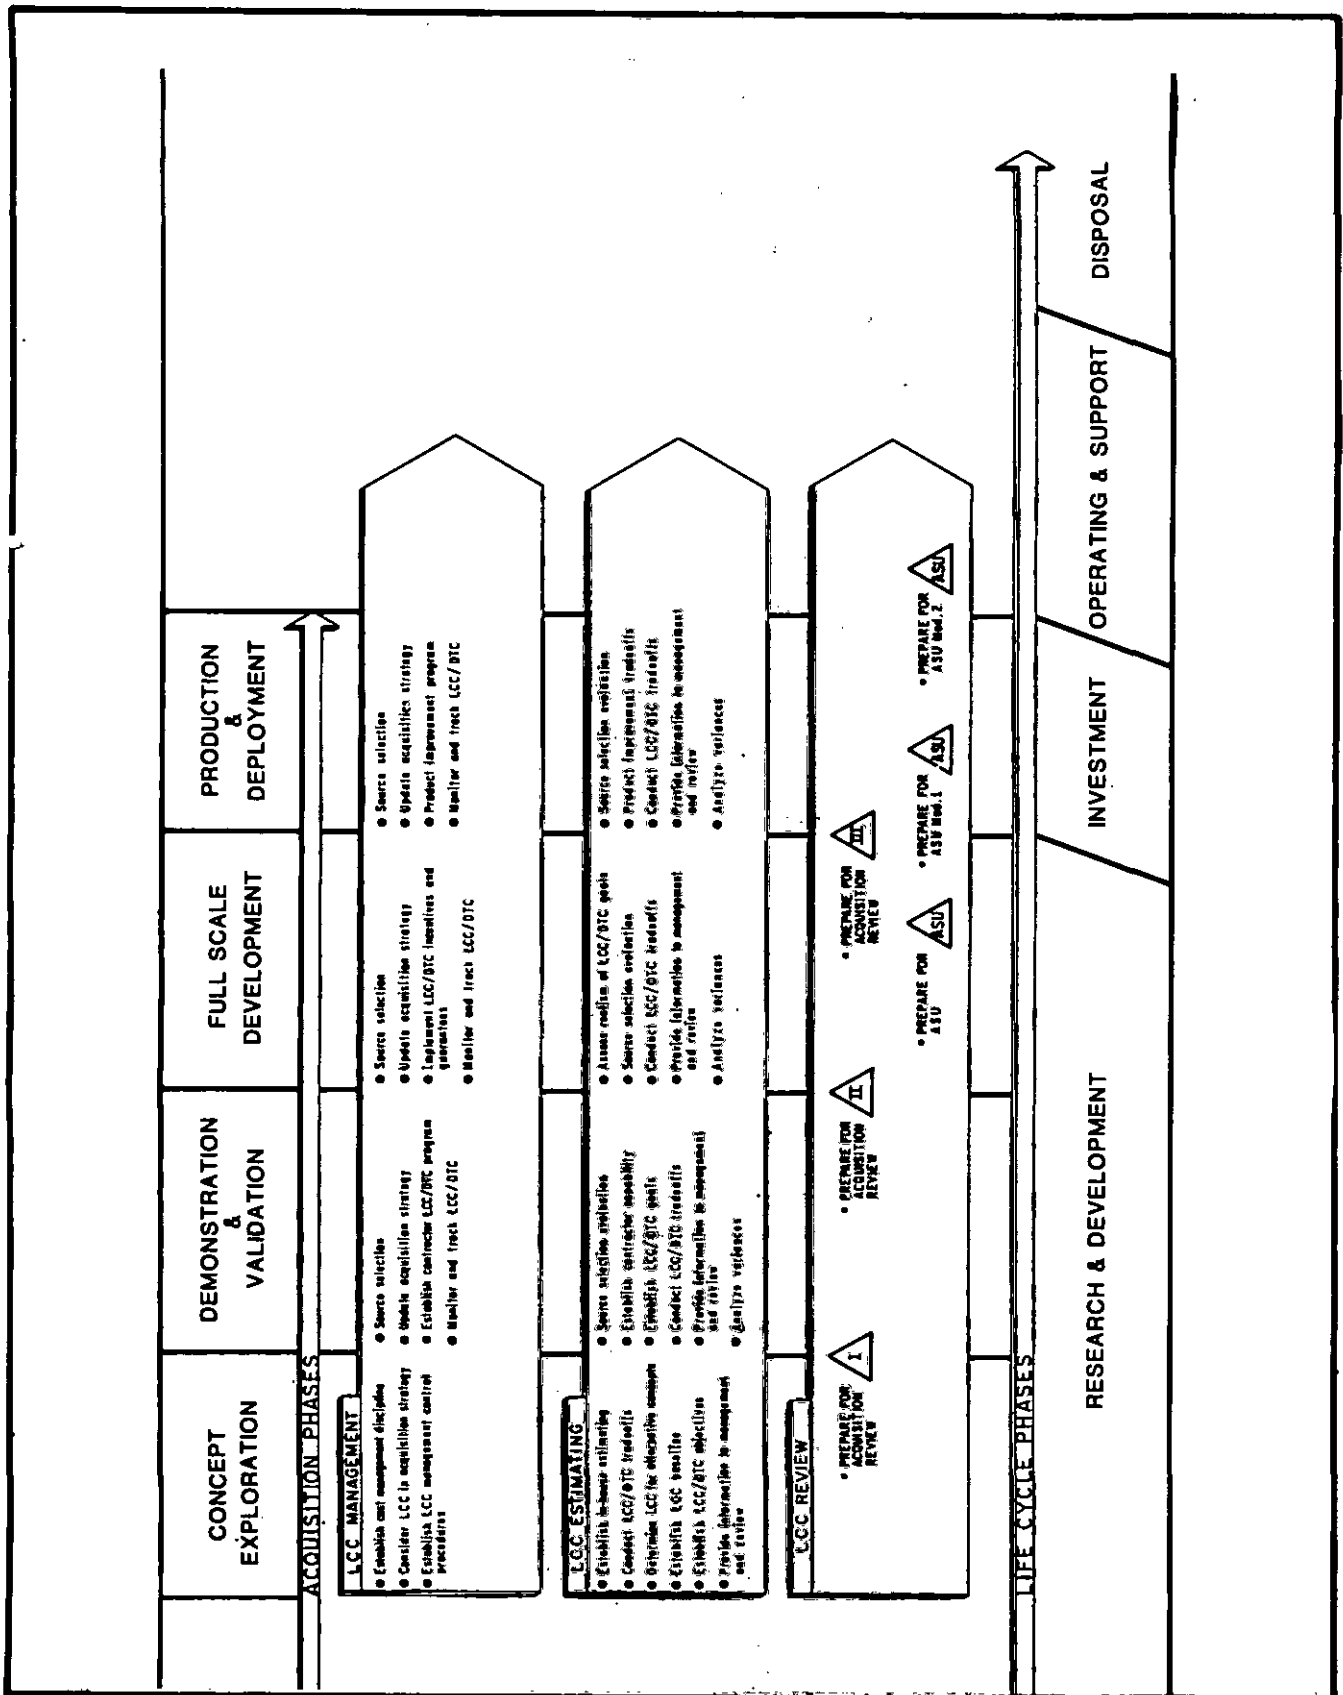 CONCEPT
EXPLORATION
DEMONSTRATION
&
VALIDATION
FULL SCALE
DEVELOPMENT
PRODUCTION
&
DEPLOYMENT
ACQUISITION PHASES
LCC MANAGEMENT
● Establish cost management discipline
● Consider LCC in acquisition strategy
● Establish LCC management control
procedures
● Source selection
● Update acquisition strategy
● Establish contractor LCC/DTC program
● Monitor and track LCC/DTC
● Source selection
● Update acquisition strategy
● Implement LCC/DTC incentives and
guarantees
● Monitor and track LCC/DTC
● Source selection
● Update acquisition strategy
● Product improvement program
● Monitor and track LCC/DTC
LCC ESTIMATING
● Establish in-house estimating
● Conduct LCC/DTC tradeoffs
● Determine LCC for alternative concepts
● Establish LCC baseline
● Establish LCC/DTC objectives
● Provide information to management
and review
● Source selection evaluation
● Establish contractor capability
● Establish LCC/DTC goals
● Conduct LCC/DTC tradeoffs
● Provide information to management
and review
● Analyze variances
● Assess realism of LCC/DTC goals
● Source selection evaluation
● Conduct LCC/DTC tradeoffs
● Provide information to management
and review
● Analyze variances
● Source selection evaluation
● Product improvement tradeoffs
● Conduct LCC/DTC tradeoffs
● Provide information to management
and review
● Analyze variances
LCC REVIEW
• PREPARE FOR
ACQUISITION
REVIEW
I
• PREPARE FOR
ACQUISITION
REVIEW
II
• PREPARE FOR
ACQUISITION
REVIEW
III
• PREPARE FOR
ASU
ASU
• PREPARE FOR
ASU Mod.1
ASU
• PREPARE FOR
ASU Mod.2
ASU
LIFE CYCLE PHASES
RESEARCH & DEVELOPMENT
INVESTMENT
OPERATING & SUPPORT
DISPOSAL